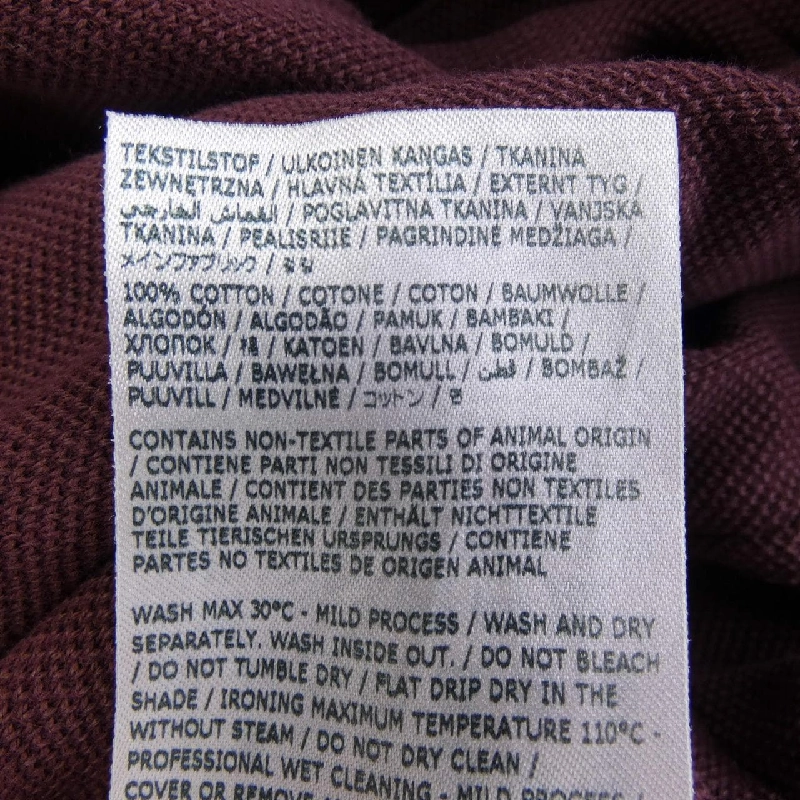 TEKSTILSTOF / ULKOINEN KANGAS / TKANINA
ZEWNĘTRZNA / HLAVNÁ TEXTÍLIA / EXTERNT TYG /
القماش الخارجي / POGLAVITNA TKANINA / VANJSKA
TKANINA / PEALISRIIE / PAGRINDINĖ MEDŽIAGA /
メインファブリック /
100% COTTON / COTONE / COTON / BAUMWOLLE /
ALGODÓN / ALGODÃO / PAMUK / BAMBAKI /
ХЛОПОК / 棉 / KATOEN / BAVLNA / BOMULD /
PUUVILLA / BAWEŁNA / BOMULL / قطن / BOMBAŽ /
PUUVILL / MEDVILNĖ / コットン / 면
CONTAINS NON-TEXTILE PARTS OF ANIMAL ORIGIN
/ CONTIENE PARTI NON TESSILI DI ORIGINE
ANIMALE / CONTIENT DES PARTIES NON TEXTILES
D'ORIGINE ANIMALE / ENTHÄLT NICHTTEXTILE
TEILE TIERISCHEN URSPRUNGS / CONTIENE
PARTES NO TEXTILES DE ORIGEN ANIMAL
WASH MAX 30°C - MILD PROCESS / WASH AND DRY
SEPARATELY. WASH INSIDE OUT. / DO NOT BLEACH
/ DO NOT TUMBLE DRY / FLAT DRIP DRY IN THE
SHADE / IRONING MAXIMUM TEMPERATURE 110°C -
WITHOUT STEAM / DO NOT DRY CLEAN /
PROFESSIONAL WET CLEANING - MILD PROCESS /
COVER OR REMOVE